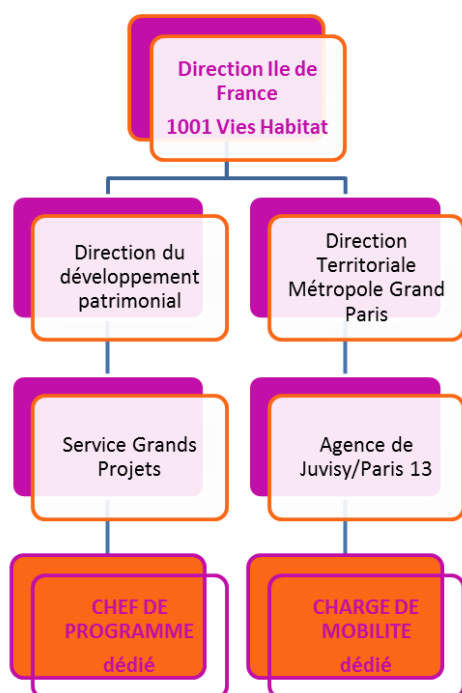 Direction Ile de
France
1001 Vies Habitat
Direction du
développement
patrimonial
Direction
Territoriale
Métropole Grand
Paris
Service Grands
Projets
Agence de
Juvisy/Paris 13
CHEF DE
PROGRAMME
dédié
CHARGE DE
MOBILITE
dédié